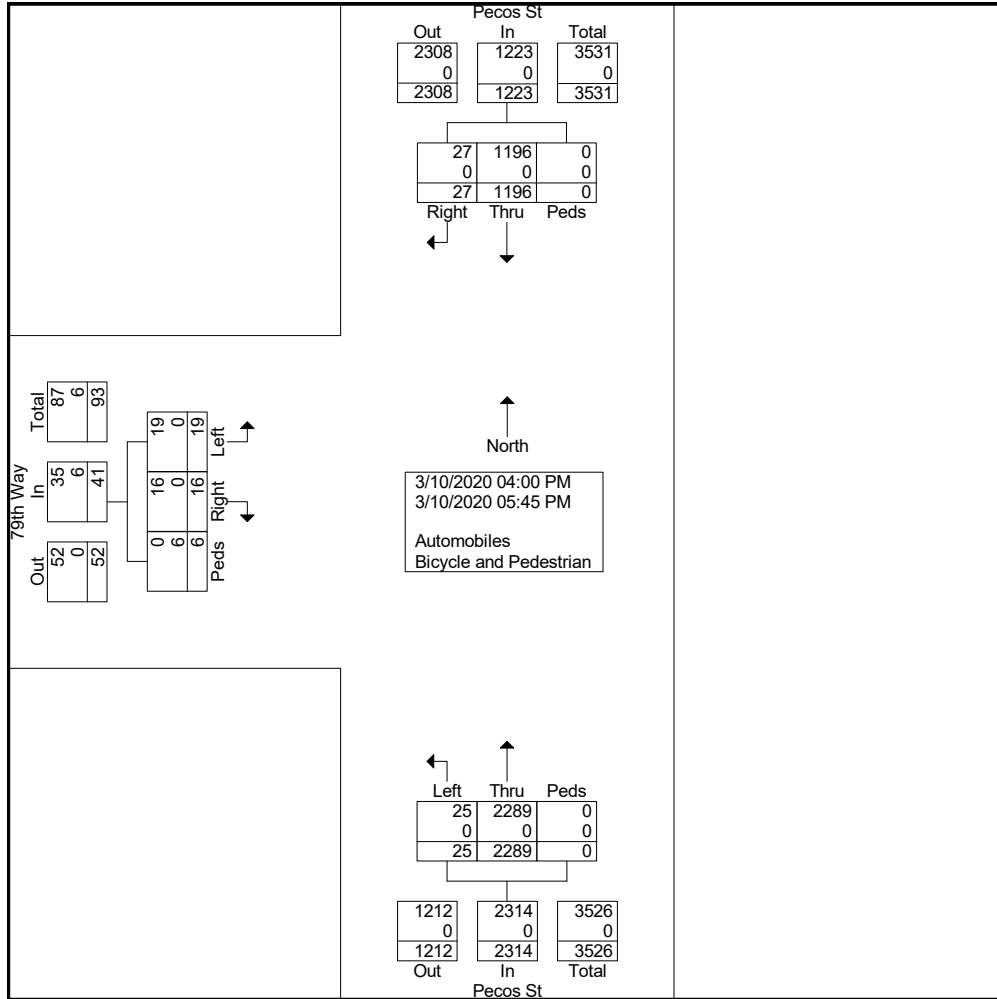 Pecos St
Out In Total
2308 1223 3531
0 0 0
2308 1223 3531
27 1196 0
0 0 0
27 1196 0
Right Thru Peds
79th Way
Out In Total
52 35 87
0 6 6
52 41 93
0 16 19
6 0 0
6 16 19
Peds Right Left
North
3/10/2020 04:00 PM
3/10/2020 05:45 PM
Automobiles
Bicycle and Pedestrian
Left Thru Peds
25 2289 0
0 0 0
25 2289 0
1212 2314 3526
0 0 0
1212 2314 3526
Out In Total
Pecos St